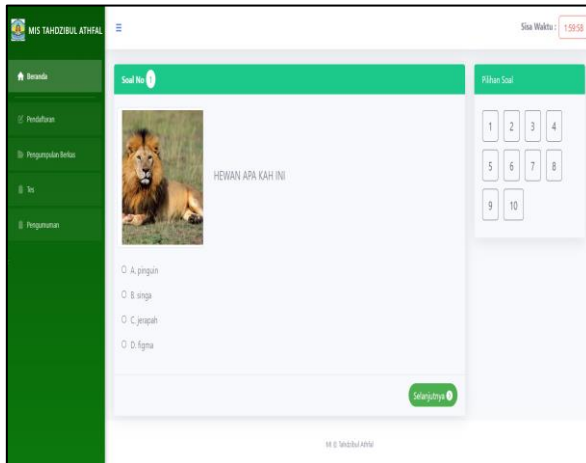 MIS TAHDZIBUL ATHFAL
Sisa Waktu : 1:59:58
Beranda
Pendaftaran
Pengumpulan Berkas
Tes
Pengumuman
Soal No 1
HEWAN APA KAH INI
A. pinguin
B. singa
C. jerapah
D. figma
Selanjutnya
Pilihan Soal
1 2 3 4
5 6 7 8
9 10
Tahdzibul Athfal